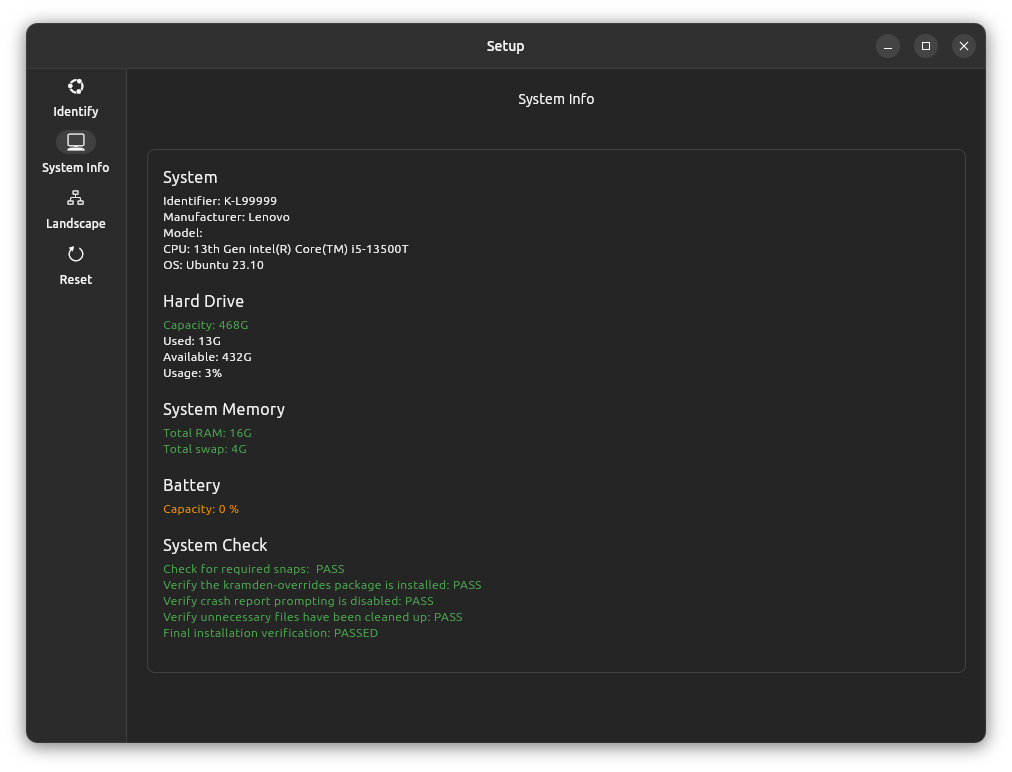 Setup
Identify
System Info
Landscape
Reset
System Info
System
Identifier: K-L99999
Manufacturer: Lenovo
Model:
CPU: 13th Gen Intel(R) Core(TM) i5-13500T
OS: Ubuntu 23.10
Hard Drive
Capacity: 468G
Used: 13G
Available: 432G
Usage: 3%
System Memory
Total RAM: 16G
Total swap: 4G
Battery
Capacity: 0 %
System Check
Check for required snaps:  PASS
Verify the kramden-overrides package is installed: PASS
Verify crash report prompting is disabled: PASS
Verify unnecessary files have been cleaned up: PASS
Final installation verification: PASSED